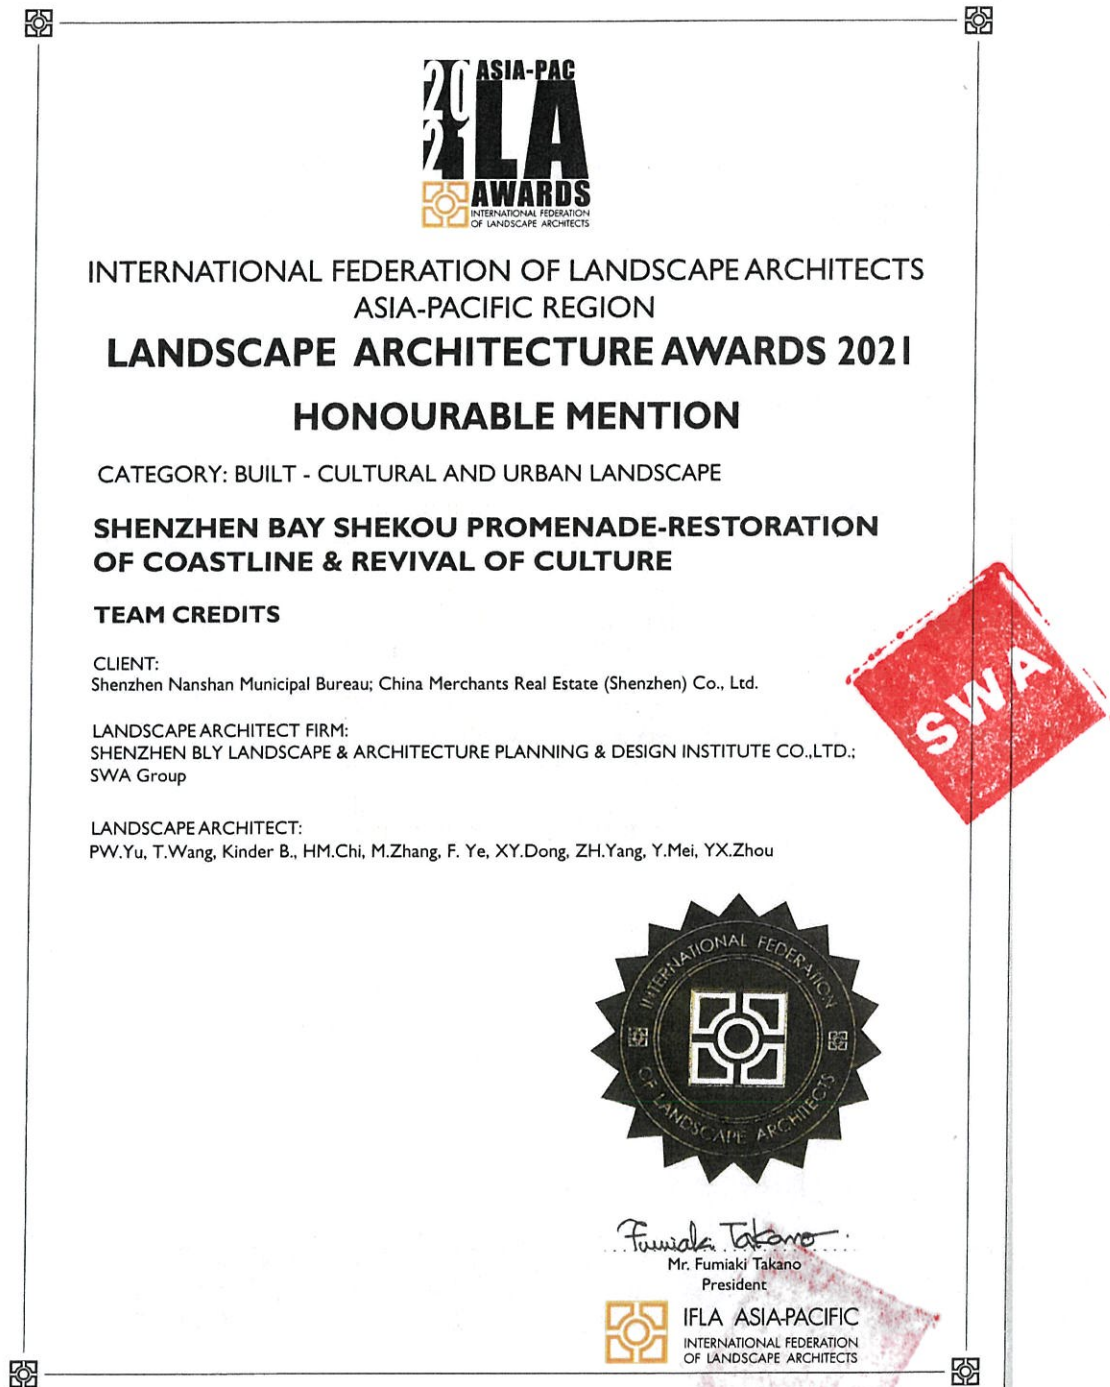 2021 ASIA-PAC
LA
AWARDS
INTERNATIONAL FEDERATION
OF LANDSCAPE ARCHITECTS
INTERNATIONAL FEDERATION OF LANDSCAPE ARCHITECTS
ASIA-PACIFIC REGION
LANDSCAPE ARCHITECTURE AWARDS 2021
HONOURABLE MENTION
CATEGORY: BUILT - CULTURAL AND URBAN LANDSCAPE
SHENZHEN BAY SHEKOU PROMENADE-RESTORATION
OF COASTLINE & REVIVAL OF CULTURE
TEAM CREDITS
CLIENT:
Shenzhen Nanshan Municipal Bureau; China Merchants Real Estate (Shenzhen) Co., Ltd.
SWA
LANDSCAPE ARCHITECT FIRM:
SHENZHEN BLY LANDSCAPE & ARCHITECTURE PLANNING & DESIGN INSTITUTE CO.,LTD.;
SWA Group
LANDSCAPE ARCHITECT:
PW.Yu, T.Wang, Kinder B., HM.Chi, M.Zhang, F. Ye, XY.Dong, ZH.Yang, Y.Mei, YX.Zhou
INTERNATIONAL FEDERATION
OF LANDSCAPE ARCHITECTS
Fumiaki Takano
Mr. Fumiaki Takano
President
IFLA ASIA-PACIFIC
INTERNATIONAL FEDERATION
OF LANDSCAPE ARCHITECTS